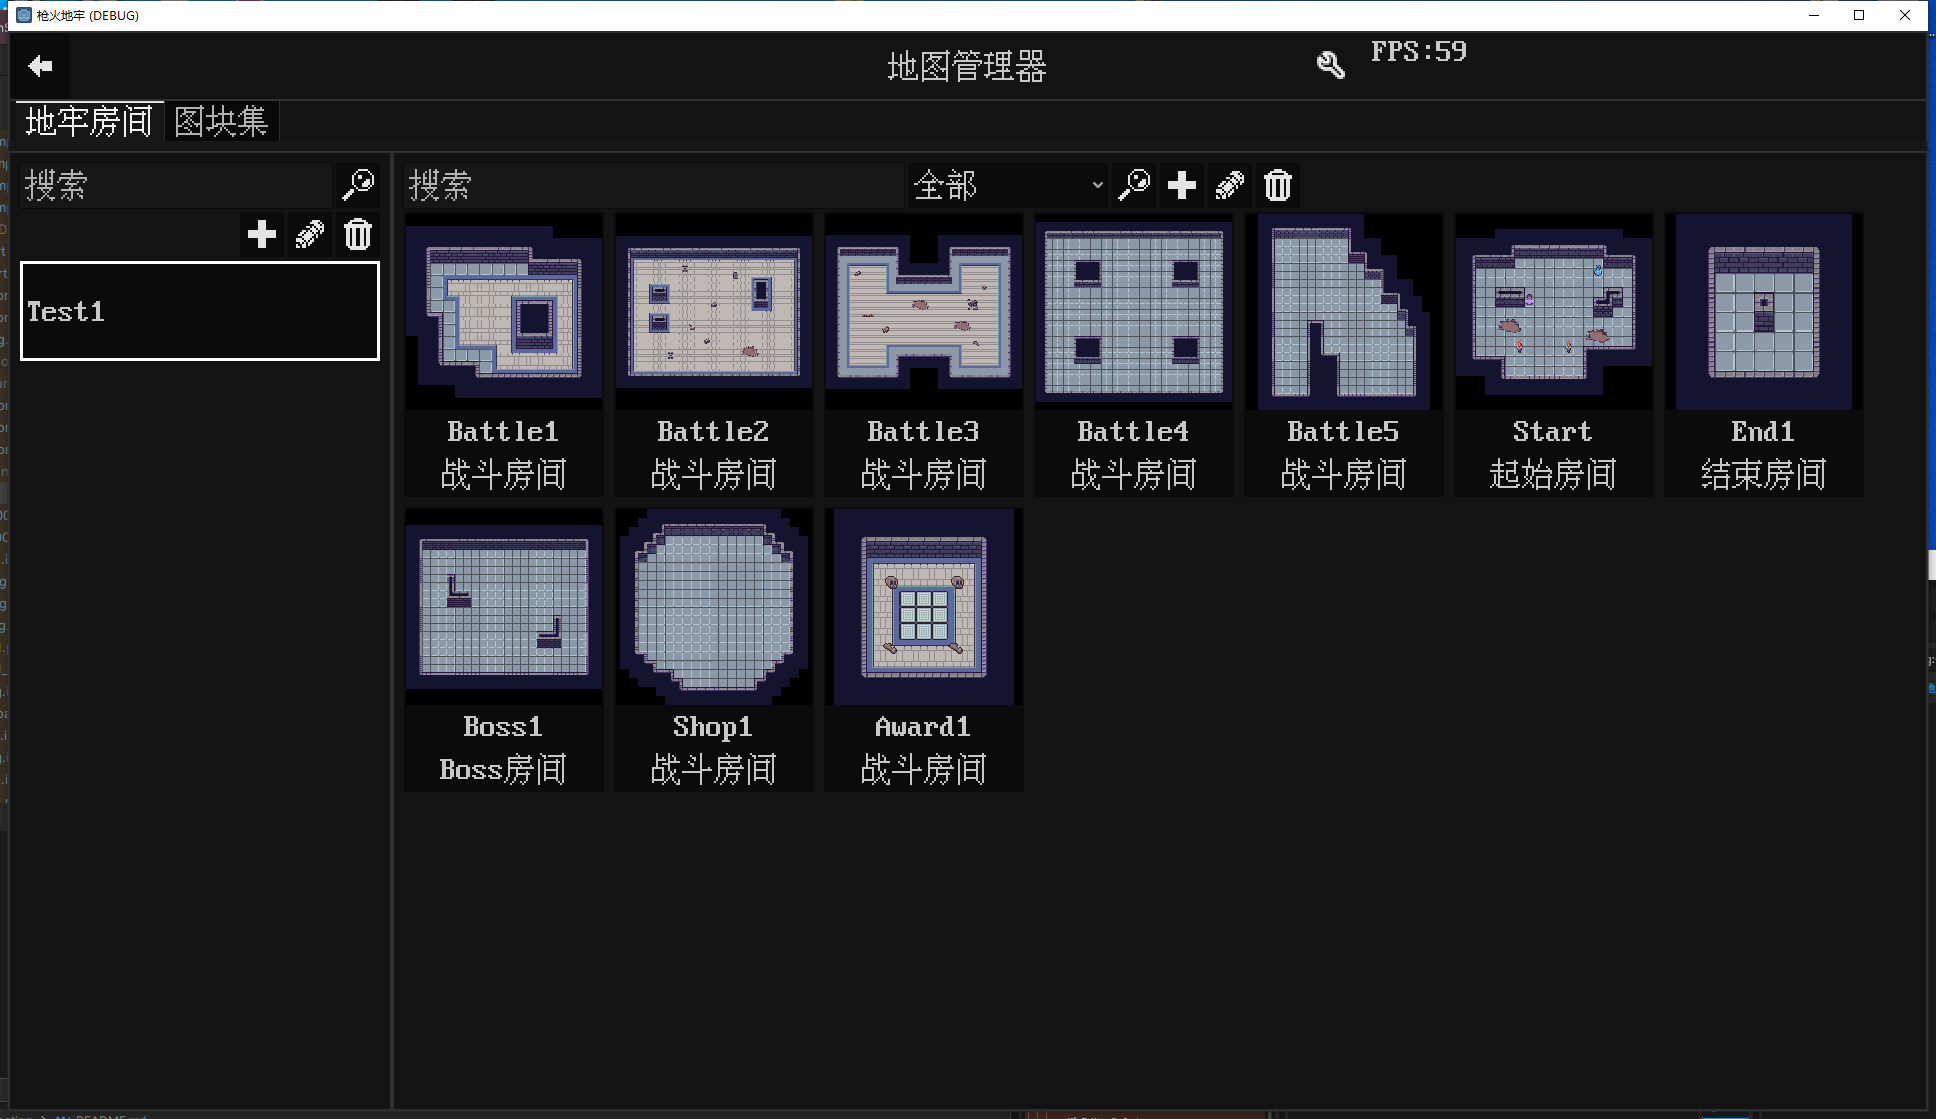 枪火地牢 (DEBUG)
地图管理器
FPS:59
地牢房间
图块集
搜索
搜索
全部
Test1
Battle1
战斗房间
Battle2
战斗房间
Battle3
战斗房间
Battle4
战斗房间
Battle5
战斗房间
Start
起始房间
End1
结束房间
Boss1
Boss房间
Shop1
战斗房间
Award1
战斗房间